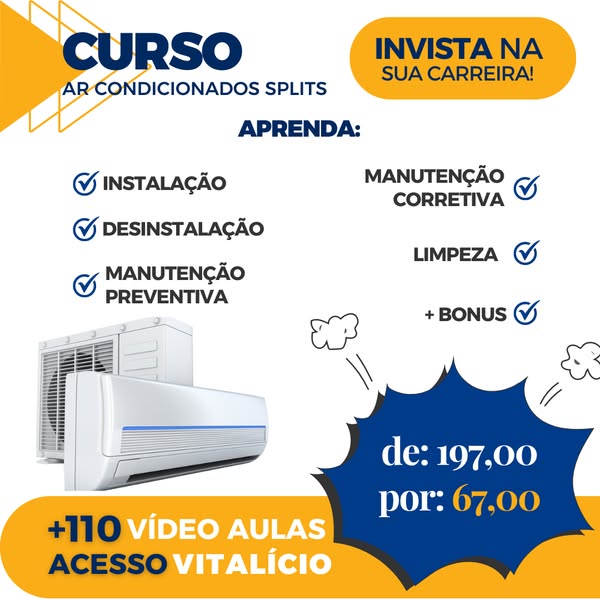 CURSO
AR CONDICIONADOS SPLITS
INVISTA NA
SUA CARREIRA!
APRENDA:
INSTALAÇÃO
DESINSTALAÇÃO
MANUTENÇÃO
PREVENTIVA
MANUTENÇÃO
CORRETIVA
LIMPEZA
+ BONUS
de: 197,00
por: 67,00
+110 VÍDEO AULAS
ACESSO VITALÍCIO